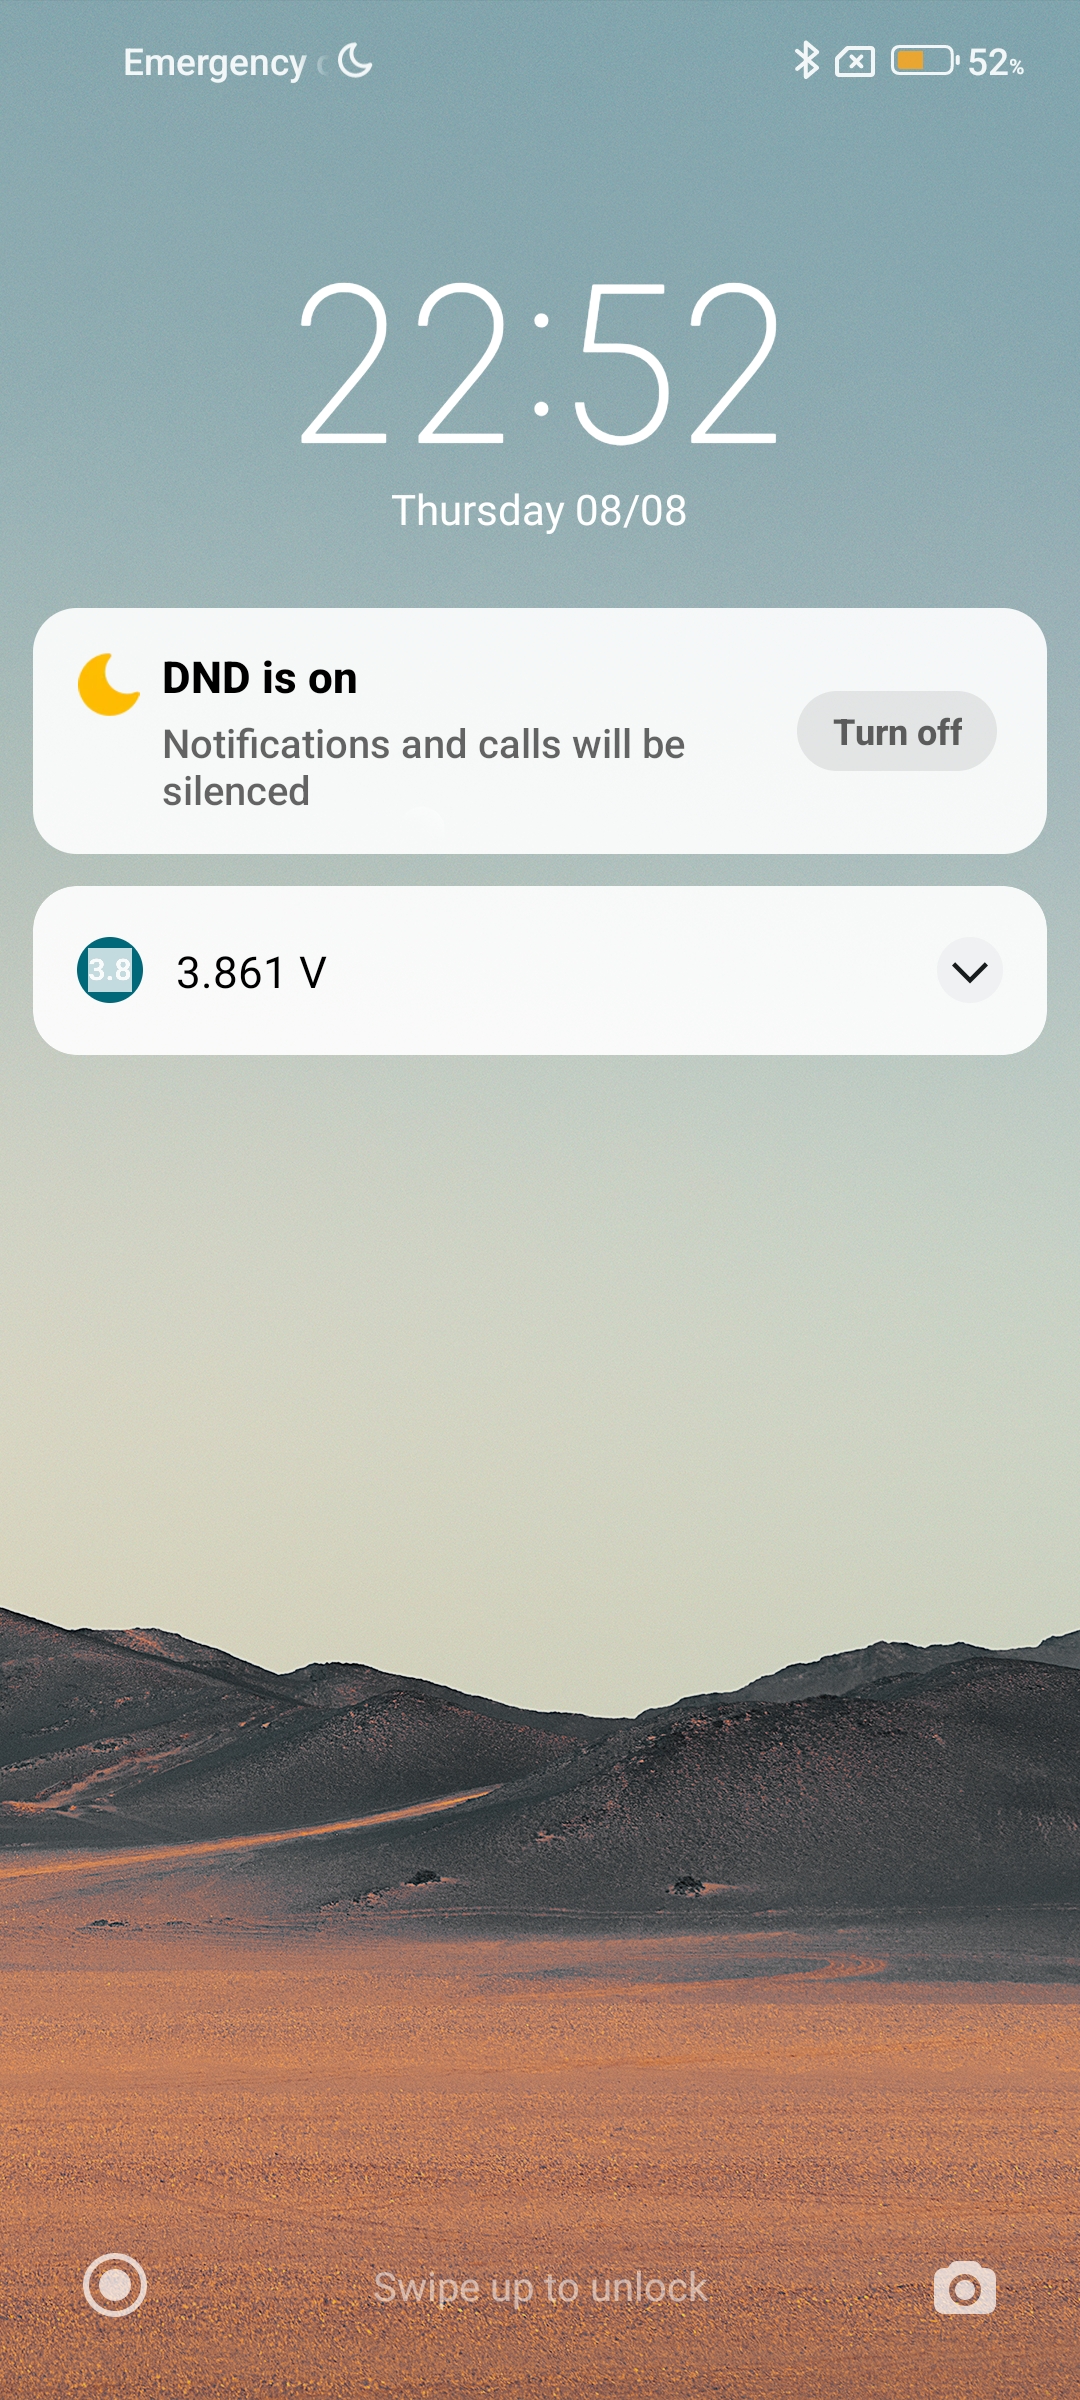 Emergency
52%
22:52
Thursday 08/08
DND is on
Notifications and calls will be
silenced
Turn off
3.8
3.861 V
Swipe up to unlock